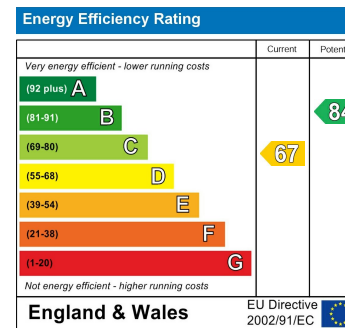 Energy Efficiency Rating
Current Potent
Very energy efficient - lower running costs
(92 plus) A
(81-91) B 84
(69-80) C 67
(55-68) D
(39-54) E
(21-38) F
(1-20) G
Not energy efficient - higher running costs
England & Wales
EU Directive
2002/91/EC